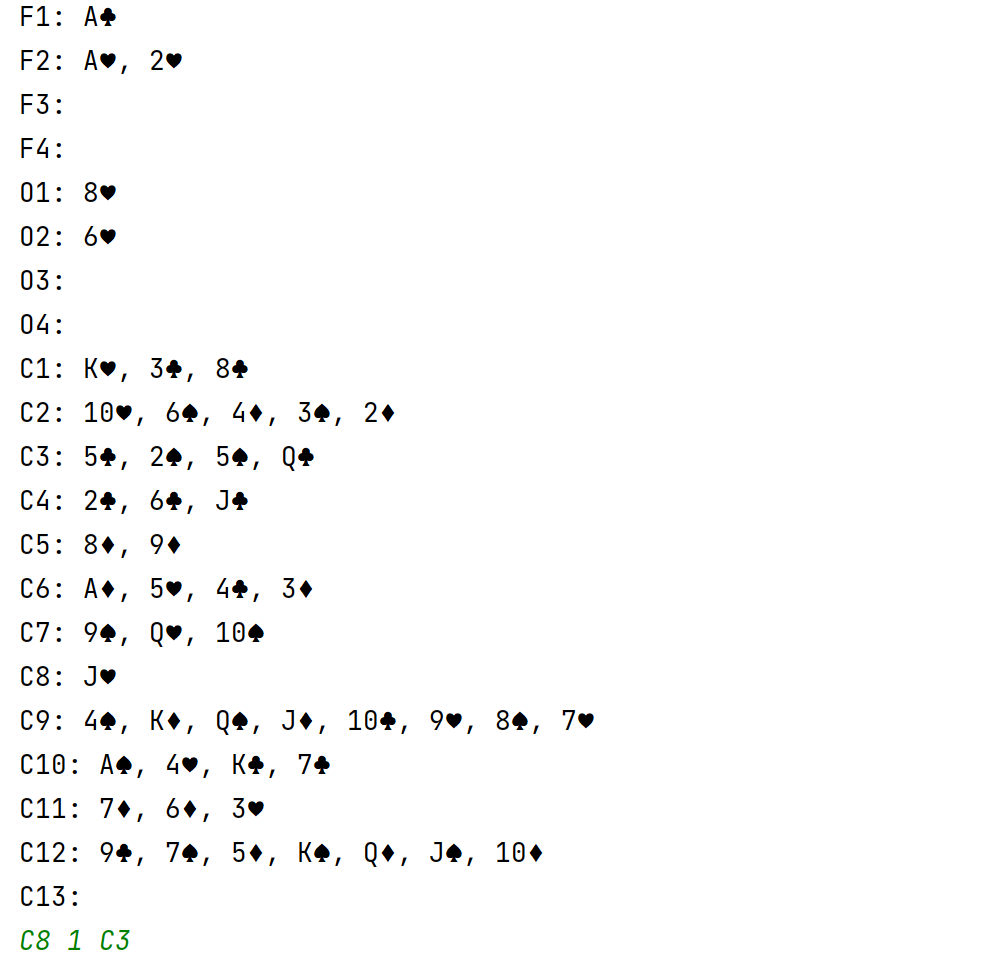 F1: A♣
F2: A♥, 2♥
F3:
F4:
O1: 8♥
O2: 6♥
O3:
O4:
C1: K♥, 3♣, 8♣
C2: 10♥, 6♠, 4♦, 3♠, 2♦
C3: 5♣, 2♠, 5♠, Q♣
C4: 2♣, 6♣, J♣
C5: 8♦, 9♦
C6: A♦, 5♥, 4♣, 3♦
C7: 9♠, Q♥, 10♠
C8: J♥
C9: 4♠, K♦, Q♠, J♦, 10♣, 9♥, 8♠, 7♥
C10: A♠, 4♥, K♣, 7♣
C11: 7♦, 6♦, 3♥
C12: 9♣, 7♠, 5♦, K♠, Q♦, J♠, 10♦
C13:
C8 1 C3